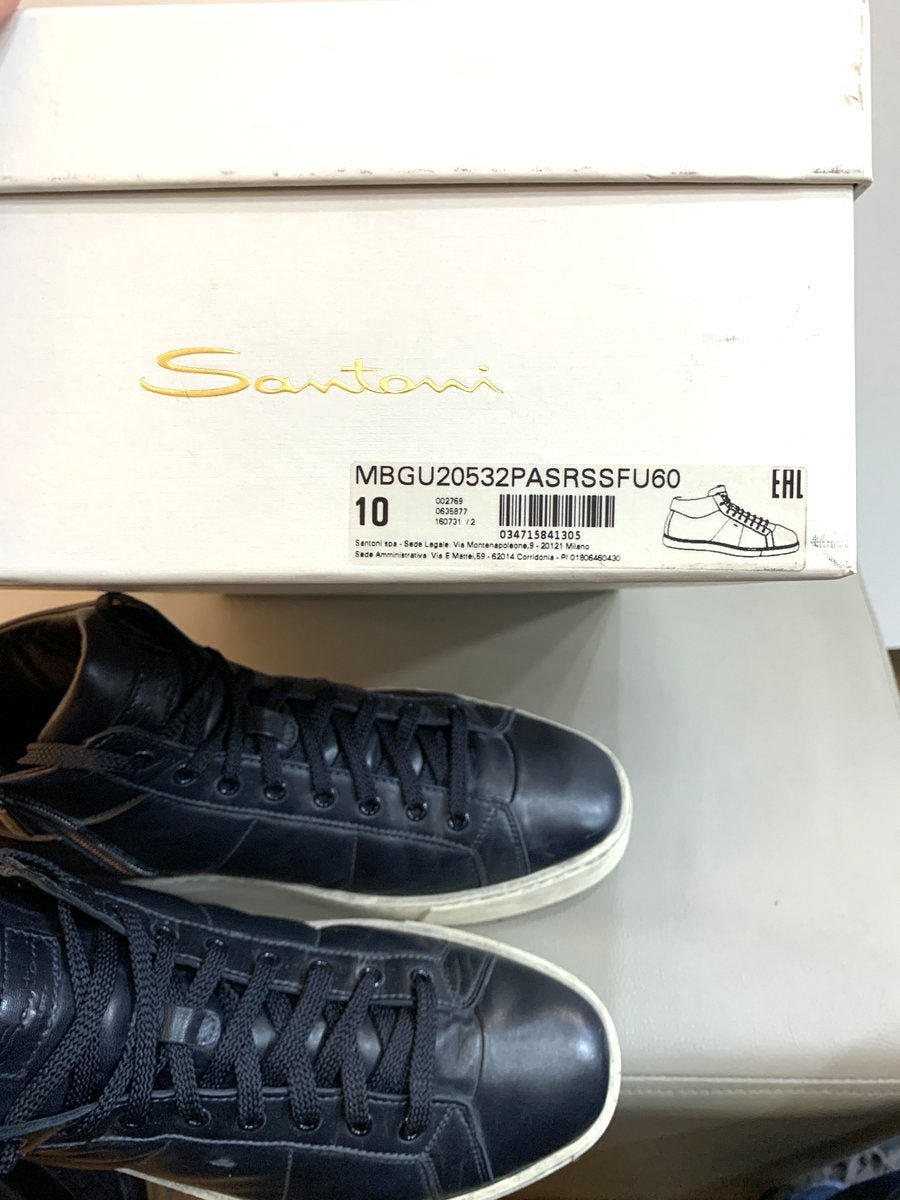 Santoni
MBGU20532PASRSSFU60
EAC
10
002769
0635877
160731 / 2
034715841305
Santoni spa - Sede Legale: Via Montenapoleone,9 - 20121 Milano
Sede Amministrativa: Via E Mattei,59 - 62014 Corridonia - PI 01806460430